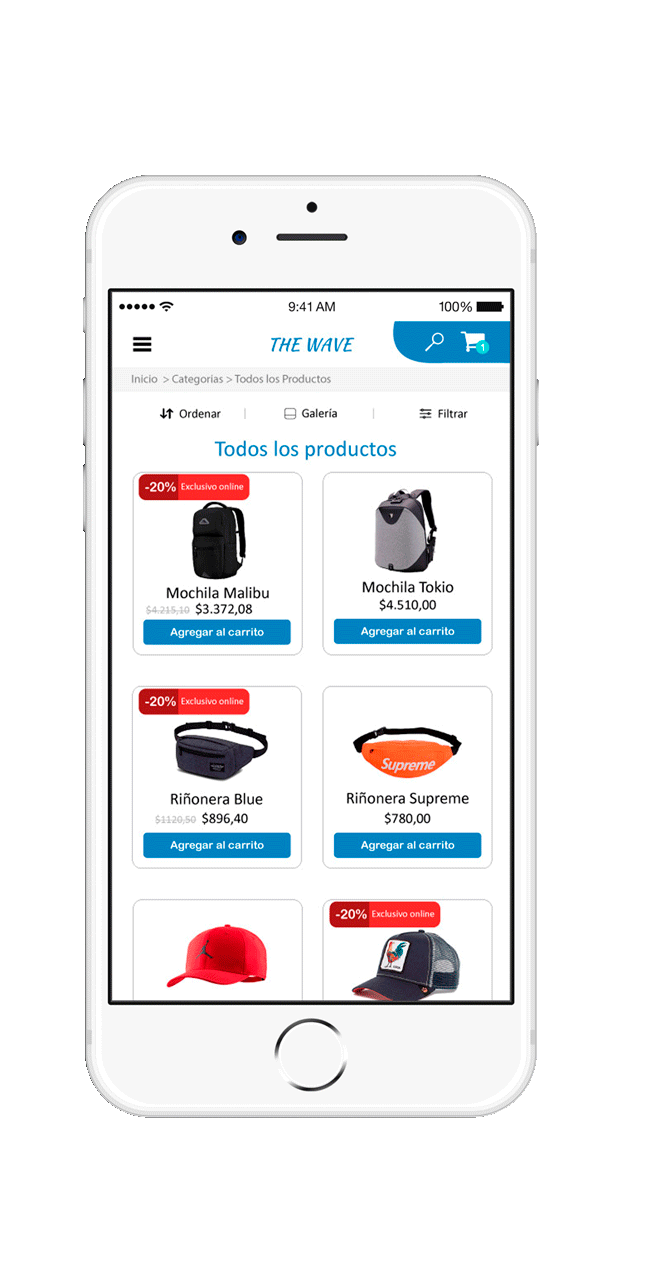 9:41 AM 100%
THE WAVE
1
Inicio > Categorias > Todos los Productos
Ordenar | Galería | Filtrar
Todos los productos
-20% Exclusivo online
Mochila Malibu
$4.215,10 $3.372,08
Agregar al carrito
Mochila Tokio
$4.510,00
Agregar al carrito
-20% Exclusivo online
Riñonera Blue
$1120,50 $896,40
Agregar al carrito
Supreme
Riñonera Supreme
$780,00
Agregar al carrito
-20% Exclusivo online